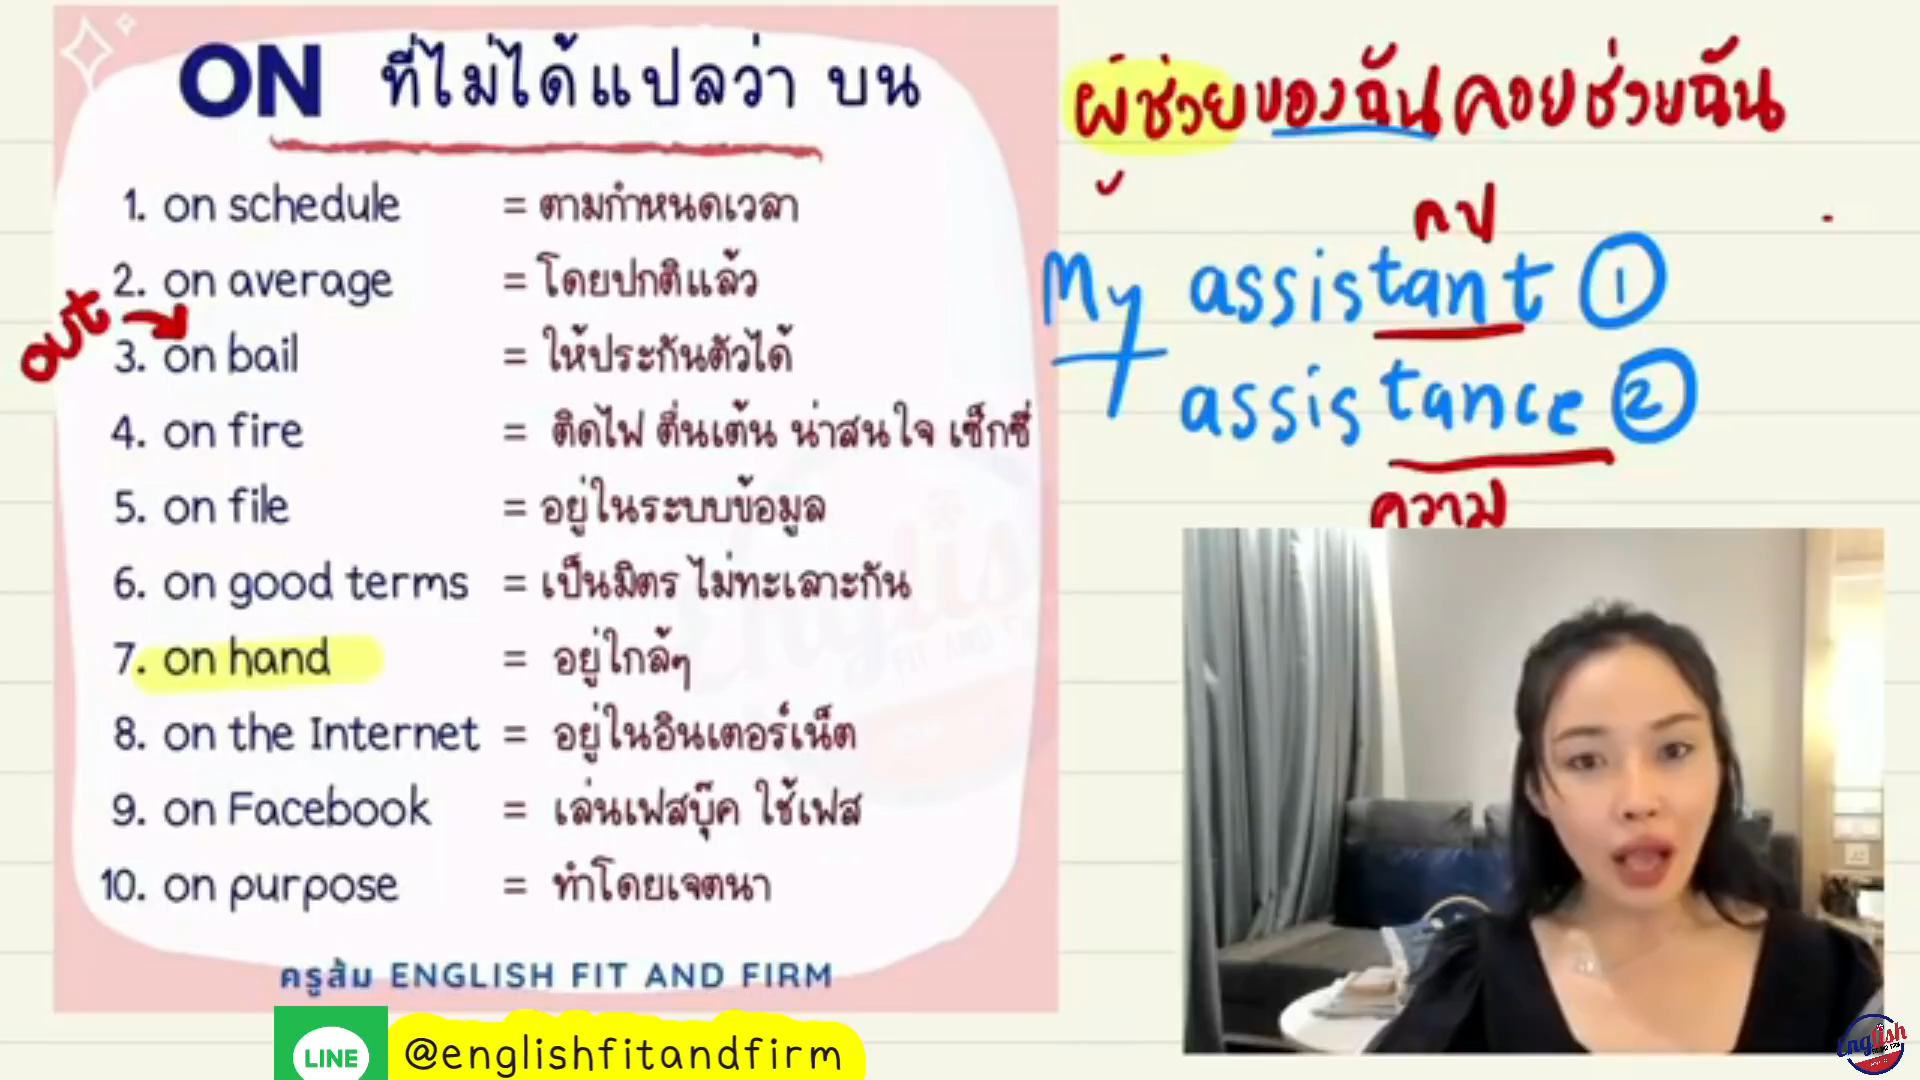 ON ที่ไม่ได้แปลว่า บน
1. on schedule = ตามกำหนดเวลา
2. on average = โดยปกติแล้ว
out
3. on bail = ให้ประกันตัวได้
4. on fire = ติดไฟ ตื่นเต้น น่าสนใจ เซ็กซี่
5. on file = อยู่ในระบบข้อมูล
6. on good terms = เป็นมิตร ไม่ทะเลาะกัน
7. on hand = อยู่ใกล้ๆ
8. on the Internet = อยู่ในอินเตอร์เน็ต
9. on Facebook = เล่นเฟสบุ๊ค ใช้เฟส
10. on purpose = ทำโดยเจตนา
ครูส้ม ENGLISH FIT AND FIRM
LINE @englishfitandfirm
ผู้ช่วยของฉันคอยช่วยฉัน
My assistant 1
assistance 2
ความ
English